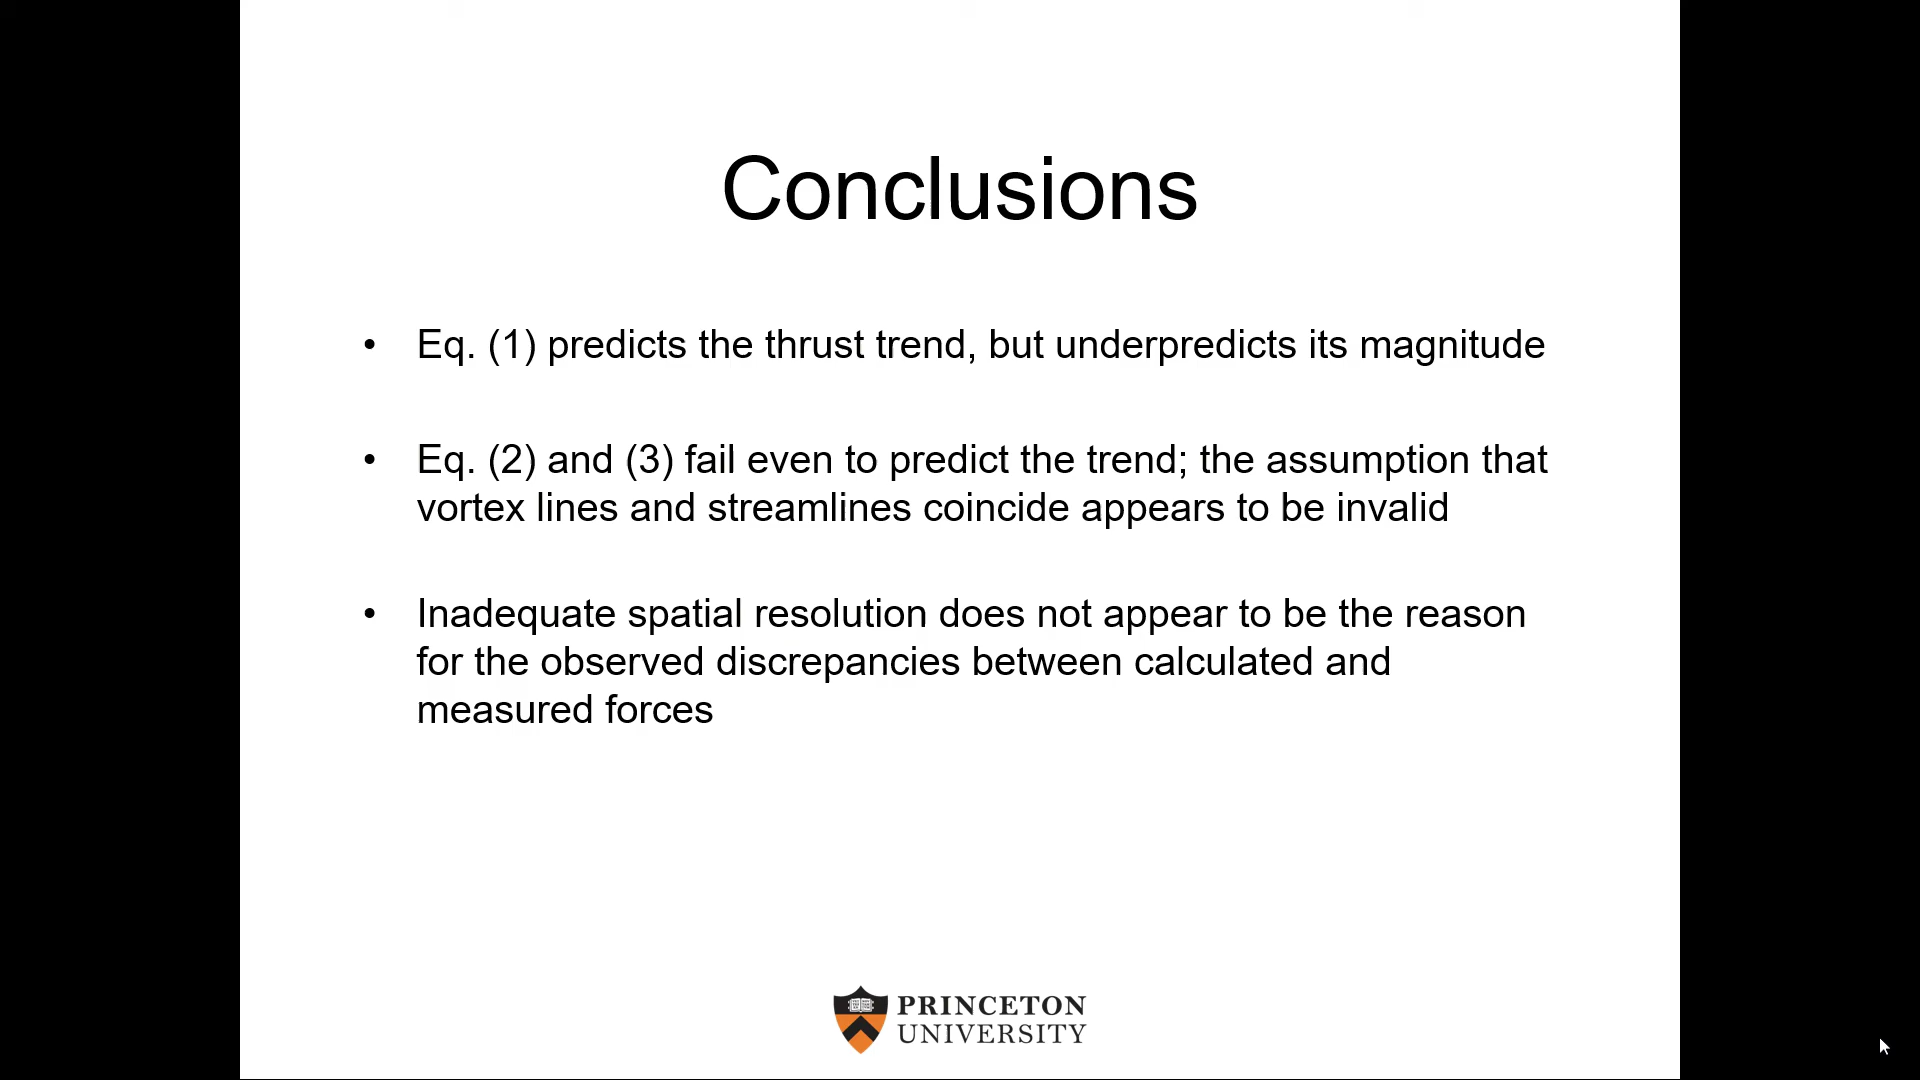 Conclusions
• Eq. (1) predicts the thrust trend, but underpredicts its magnitude
• Eq. (2) and (3) fail even to predict the trend; the assumption that
vortex lines and streamlines coincide appears to be invalid
• Inadequate spatial resolution does not appear to be the reason
for the observed discrepancies between calculated and
measured forces
PRINCETON
UNIVERSITY